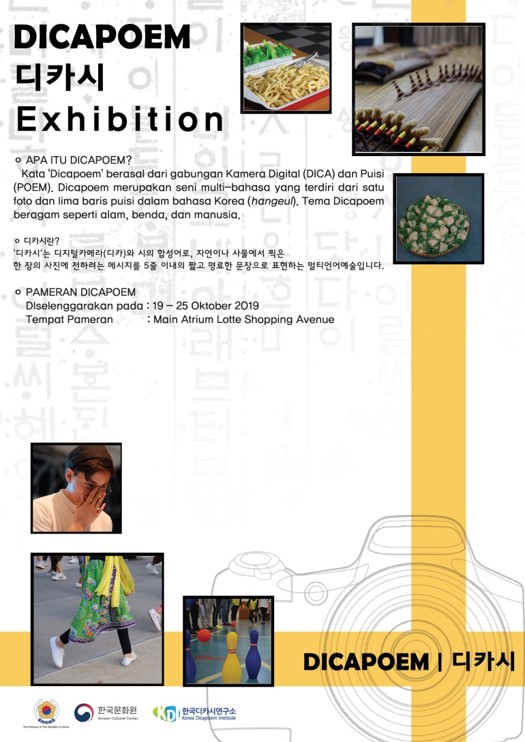 DICAPOEM
디카시
Exhibition
APA ITU DICAPOEM?
Kata 'Dicapoem' berasal dari gabungan Kamera Digital (DICA) dan Puisi
(POEM). Dicapoem merupakan seni multi-bahasa yang terdiri dari satu
foto dan lima baris puisi dalam bahasa Korea (hangeul). Tema Dicapoem
beragam seperti alam, benda, dan manusia.
디카시란?
'디카시'는 디지털카메라(디카)와 시의 합성어로, 자연이나 사물에서 찍은
한 장의 사진에 전하려는 메시지를 5줄 이내의 짧고 명료한 문장으로 표현하는 멀티언어예술입니다.
PAMERAN DICAPOEM
Diselenggarakan pada : 19 – 25 Oktober 2019
Tempat Pameran : Main Atrium Lotte Shopping Avenue
DICAPOEM | 디카시
한국문화원
Korean Cultural Center
KDI 한국디카시연구소
Korea Dicapoem Institute